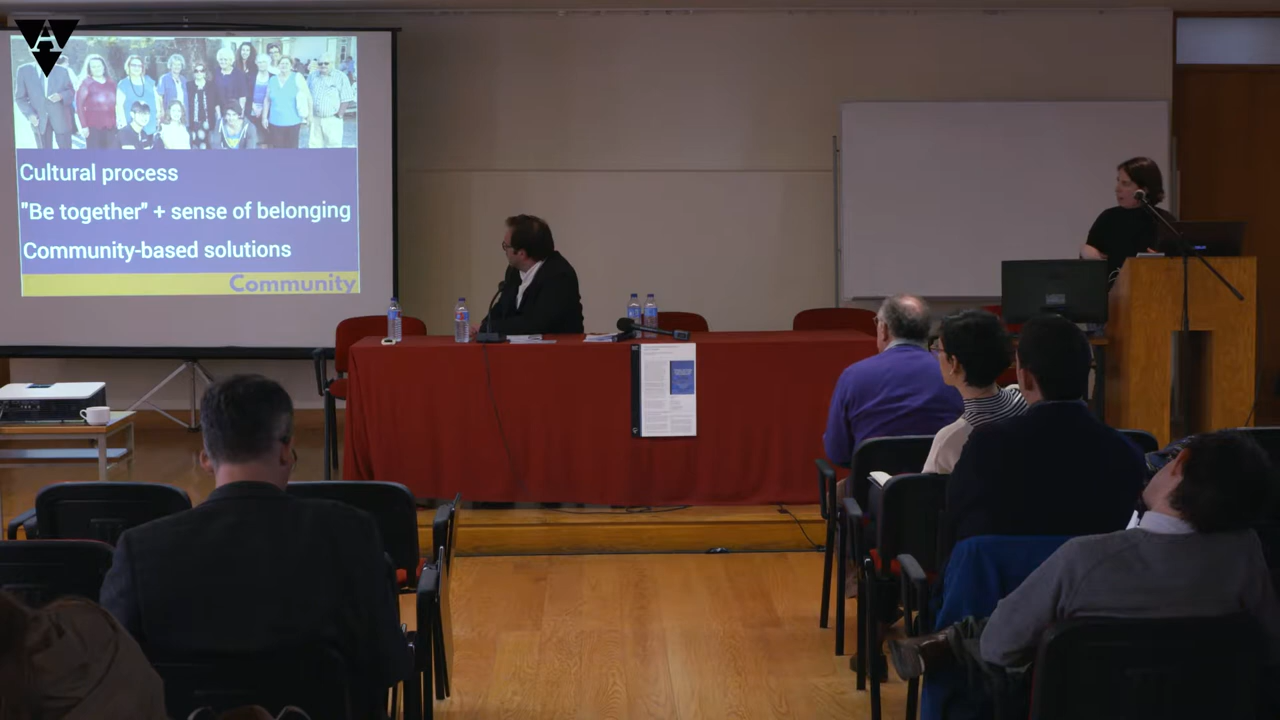 A
Cultural process
"Be together" + sense of belonging
Community-based solutions
Community